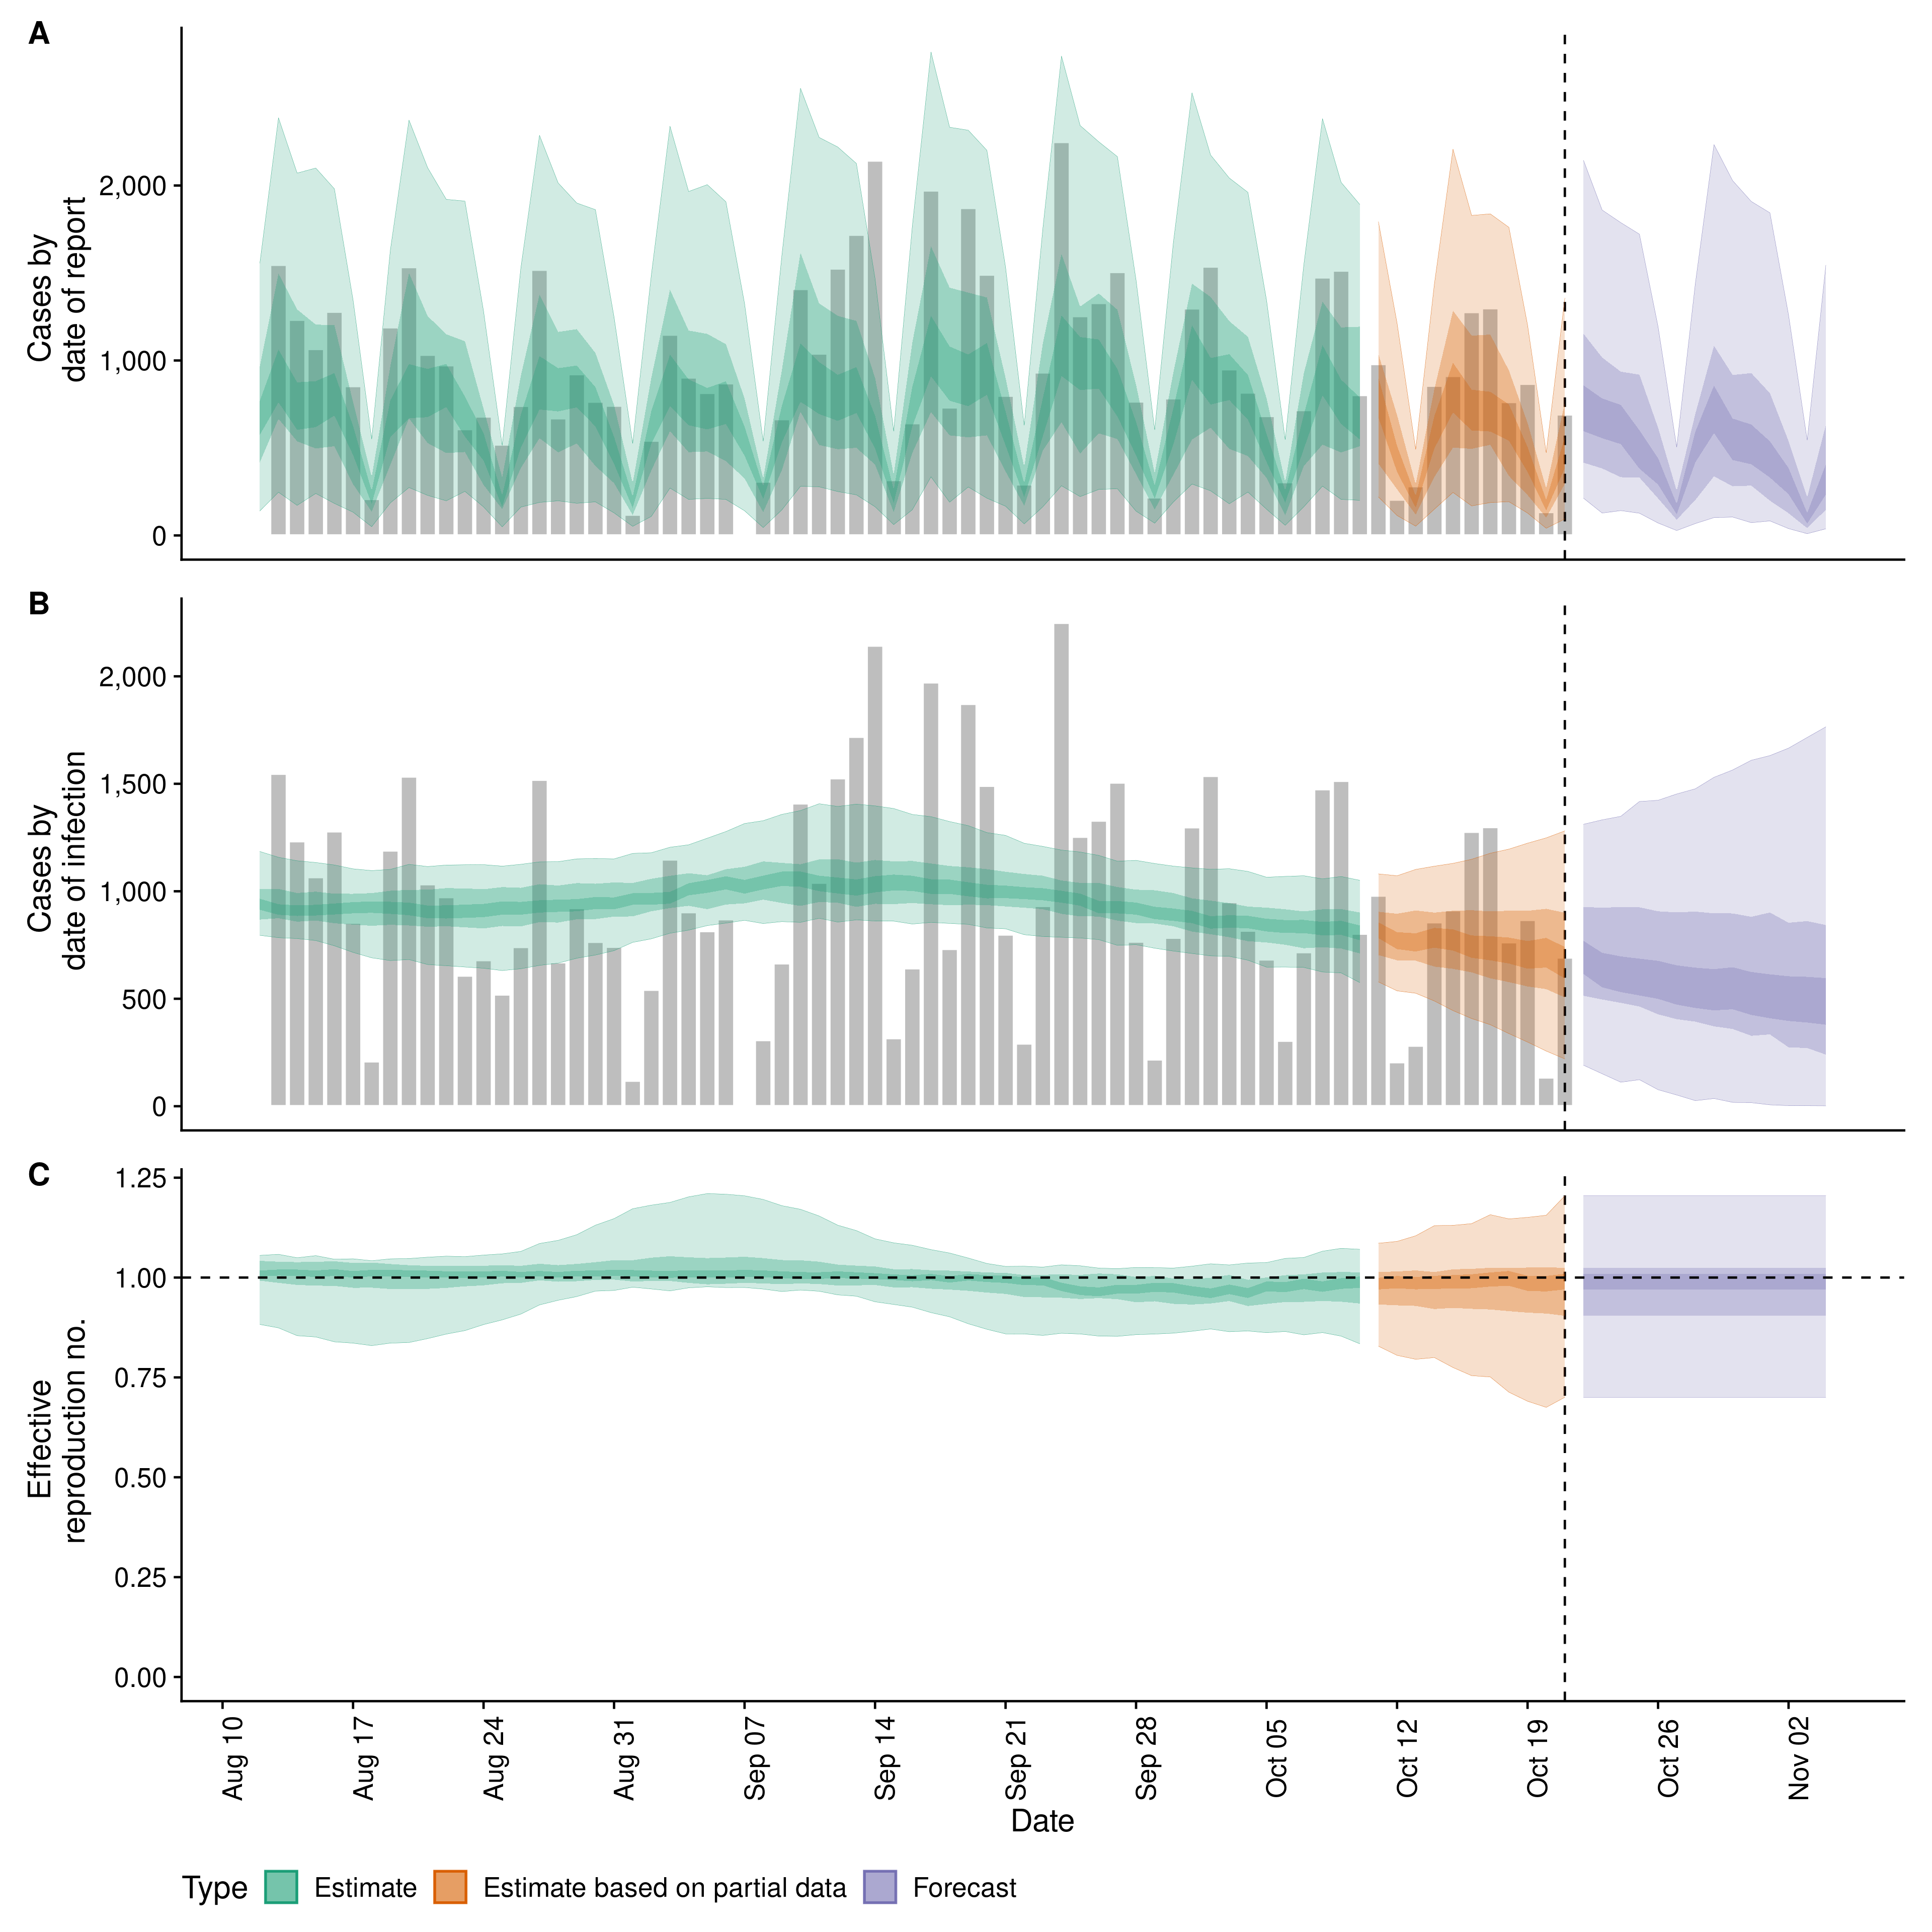 A
Cases by
date of report
2,000
1,000
0
B
Cases by
date of infection
2,000
1,500
1,000
500
0
C
Effective
reproduction no.
1.25
1.00
0.75
0.50
0.25
0.00
Aug 10
Aug 17
Aug 24
Aug 31
Sep 07
Sep 14
Sep 21
Sep 28
Oct 05
Oct 12
Oct 19
Oct 26
Nov 02
Date
Type Estimate Estimate based on partial data Forecast